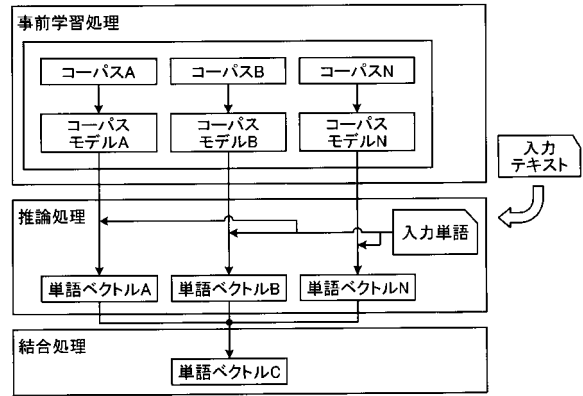 事前学習処理
コーパスA
コーパスB
コーパスN
コーパス
モデルA
コーパス
モデルB
コーパス
モデルN
入力
テキスト
推論処理
入力単語
単語ベクトルA
単語ベクトルB
単語ベクトルN
結合処理
単語ベクトルC